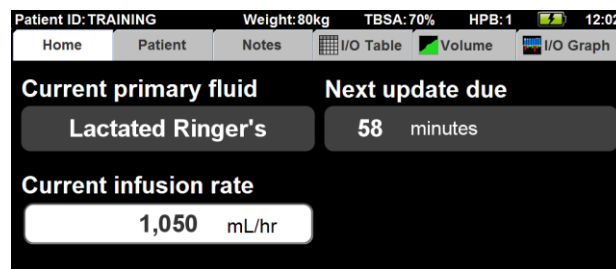 Patient ID: TRAINING Weight: 80kg TBSA: 70% HPB: 1 12:02
Home Patient Notes I/O Table Volume I/O Graph
Current primary fluid Next update due
Lactated Ringer's 58 minutes
Current infusion rate
1,050 mL/hr